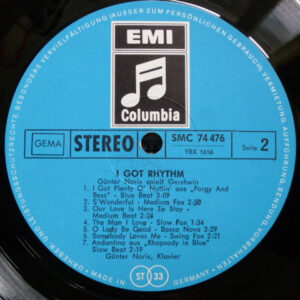 EMI
Columbia
GEMA
STEREO
SMC 74 476
YRX 1656
Seite 2
I GOT RHYTHM
Günter Noris spielt Gershwin
1 I Got Plenty O' Nuttin' aus „Porgy And
Bess" - Blue Beat 2:09
2 S'Wonderful - Medium Fox 2:50
3 Our Love Is Here To Stay -
Medium Beat 2:24
4 The Man I Love - Slow Fox 1:34
5 O Lady Be Good - Bossa Nova 3:29
6 Somebody Loves Me - Swing Fox 2:21
7 Andantino aus „Rhapsody in Blue"
Slow Beat 2:19
Günter Noris, Klavier
ST 33
MADE IN GERMANY